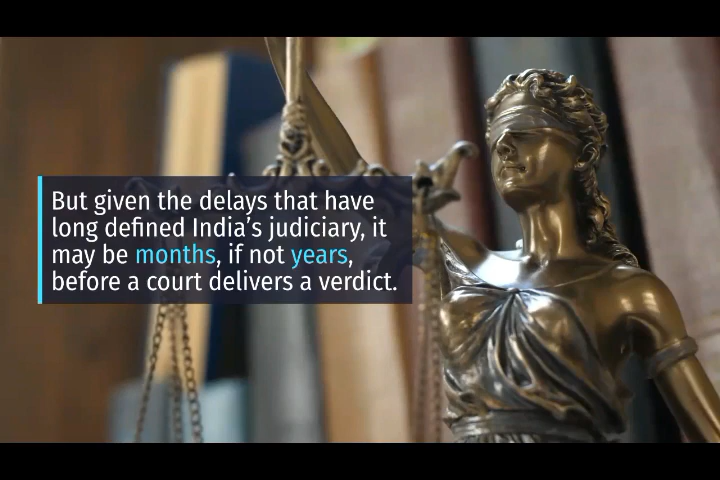 But given the delays that have
long defined India's judiciary, it
may be months, if not years,
before a court delivers a verdict.